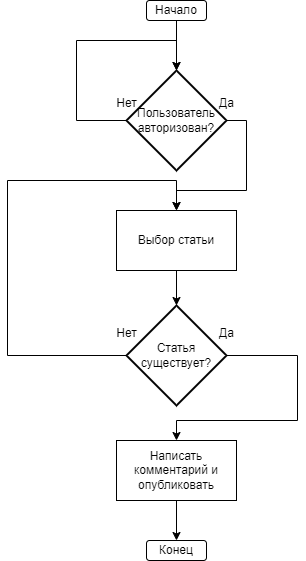 Начало
Нет
Да
Пользователь
авторизован?
Выбор статьи
Нет
Да
Статья
существует?
Написать
комментарий и
опубликовать
Конец